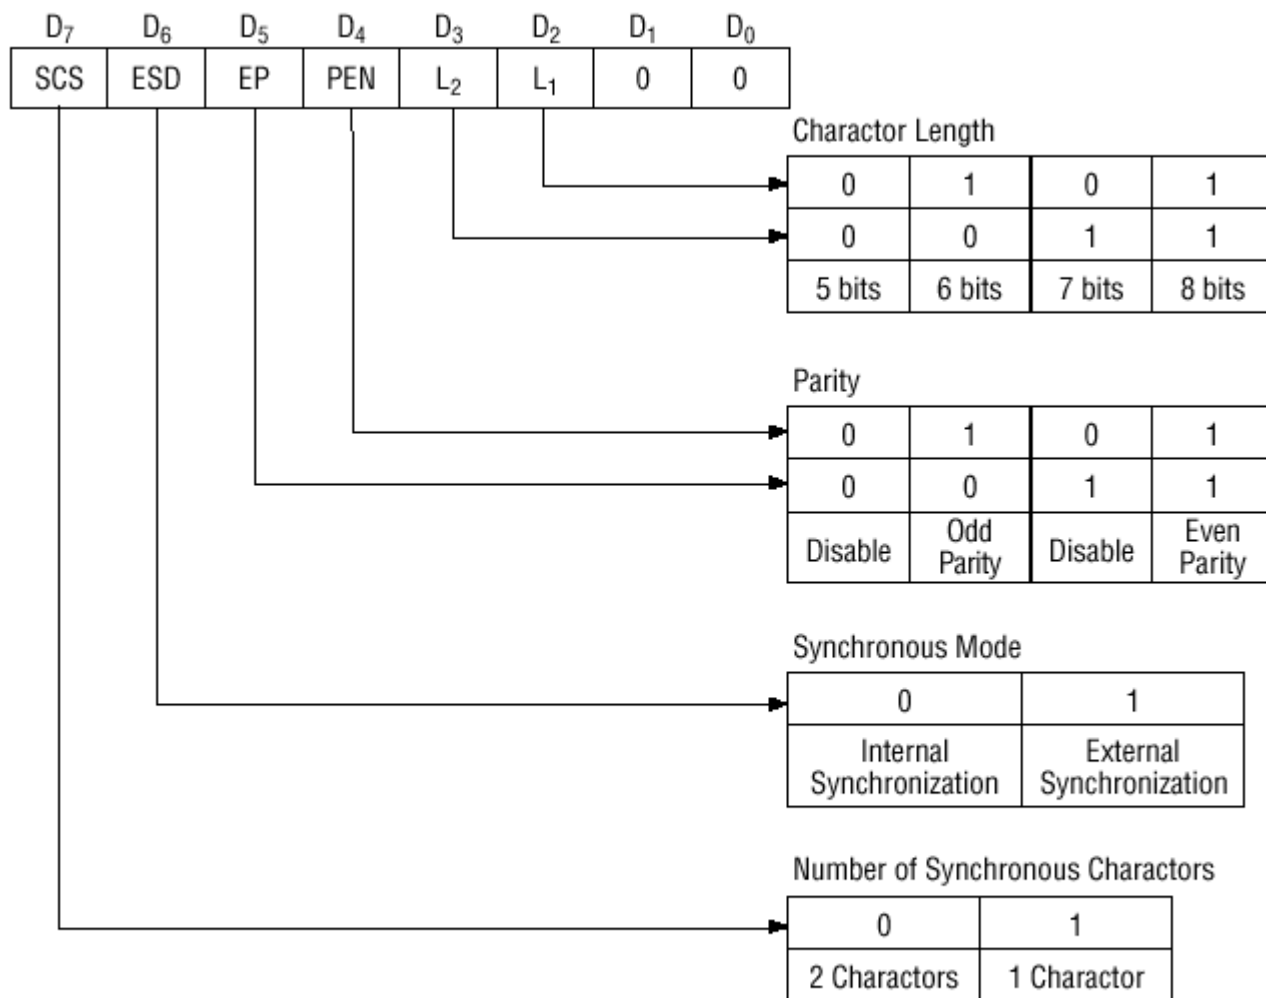 D7 D6 D5 D4 D3 D2 D1 D0
SCS ESD EP PEN L2 L1 0 0
Charactor Length
0 1 0 1
0 0 1 1
5 bits 6 bits 7 bits 8 bits
Parity
0 1 0 1
0 0 1 1
Disable Odd Parity Disable Even Parity
Synchronous Mode
0 1
Internal Synchronization External Synchronization
Number of Synchronous Charactors
0 1
2 Charactors 1 Charactor